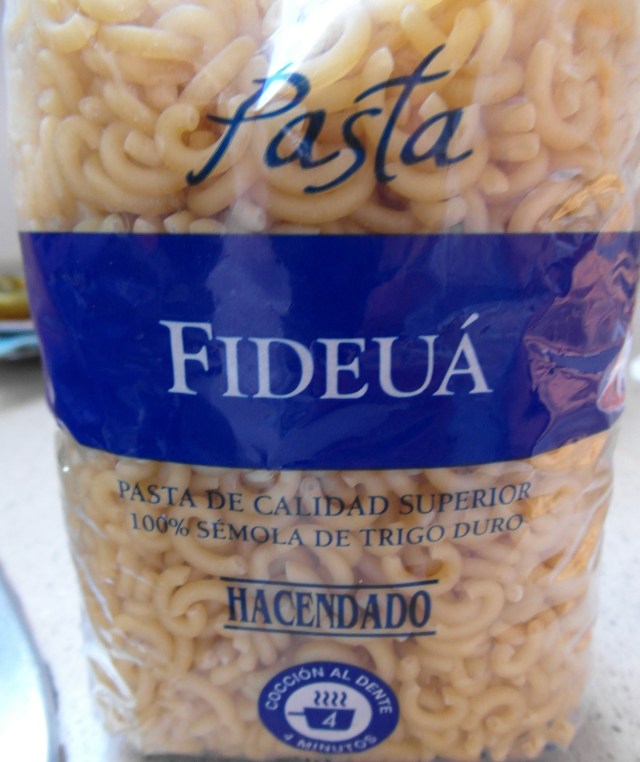 Pasta
FIDEUÁ
PASTA DE CALIDAD SUPERIOR
100% SÉMOLA DE TRIGO DURO
HACENDADO
COCCIÓN AL DENTE
4
4 MINUTOS